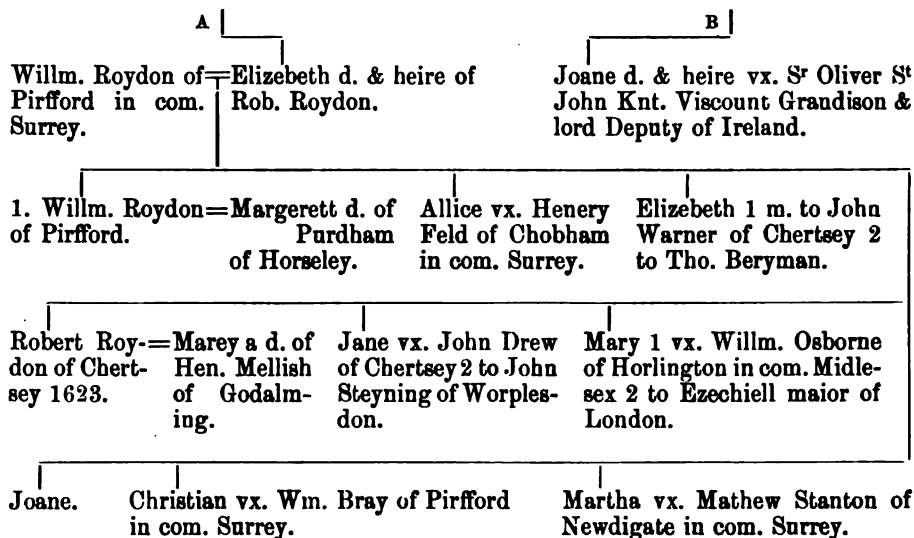 A B
Willm. Roydon of
Pirfford in com.
Surrey.
=Elizebeth d. & heire of
Rob. Roydon.
Joane d. & heire vx. Sr Oliver St
John Knt. Viscount Grandison &
lord Deputy of Ireland.
1. Willm. Roydon=
of Pirfford.
Margerett d. of
Purdham
of Horseley.
Allice vx. Henery
Feld of Chobham
in com. Surrey.
Elizebeth 1 m. to John
Warner of Chertsey 2
to Tho. Beryman.
Robert Roy-
don of Chert-
sey 1623.
=Marey a d. of
Hen. Mellish
of Godalm-
ing.
Jane vx. John Drew
of Chertsey 2 to John
Steyning of Worples-
don.
Mary 1 vx. Willm. Osborne
of Horlington in com. Midle-
sex 2 to Ezechiell maior of
London.
Joane.
Christian vx. Wm. Bray of Pirfford
in com. Surrey.
Martha vx. Mathew Stanton of
Newdigate in com. Surrey.